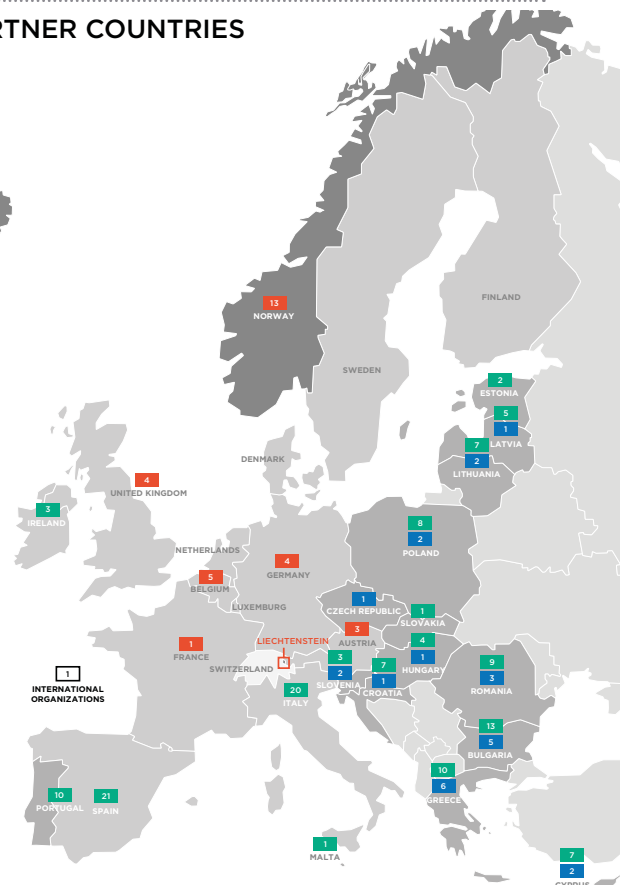 RTNER COUNTRIES
13
NORWAY
FINLAND
SWEDEN
2
ESTONIA
5
1
LATVIA
7
2
LITHUANIA
DENMARK
4
UNITED KINGDOM
3
IRELAND
8
2
POLAND
NETHERLANDS
4
GERMANY
5
BELGIUM
LUXEMBURG
1
CZECH REPUBLIC
1
SLOVAKIA
3
AUSTRIA
LIECHTENSTEIN
1
FRANCE
SWITZERLAND
4
1
HUNGARY
3
2
SLOVENIA
7
1
CROATIA
9
3
ROMANIA
1
INTERNATIONAL
ORGANIZATIONS
20
ITALY
13
5
BULGARIA
10
6
GREECE
10
PORTUGAL
21
SPAIN
1
MALTA
7
2
CYPRUS